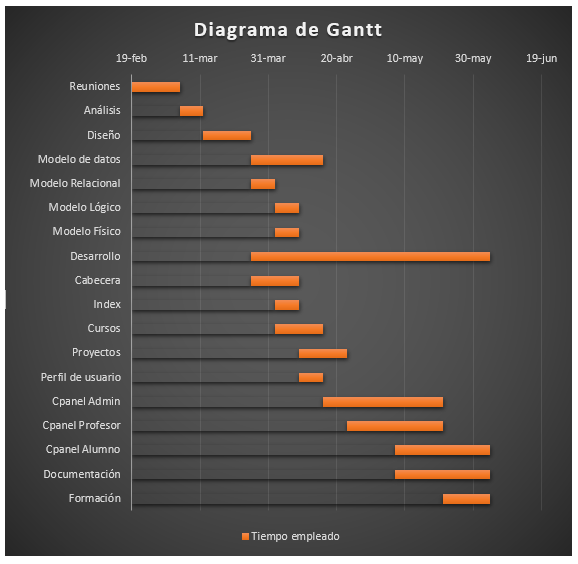 Diagrama de Gantt
19-feb 11-mar 31-mar 20-abr 10-may 30-may 19-jun
Reuniones
Análisis
Diseño
Modelo de datos
Modelo Relacional
Modelo Lógico
Modelo Físico
Desarrollo
Cabecera
Index
Cursos
Proyectos
Perfil de usuario
Cpanel Admin
Cpanel Profesor
Cpanel Alumno
Documentación
Formación
Tiempo empleado